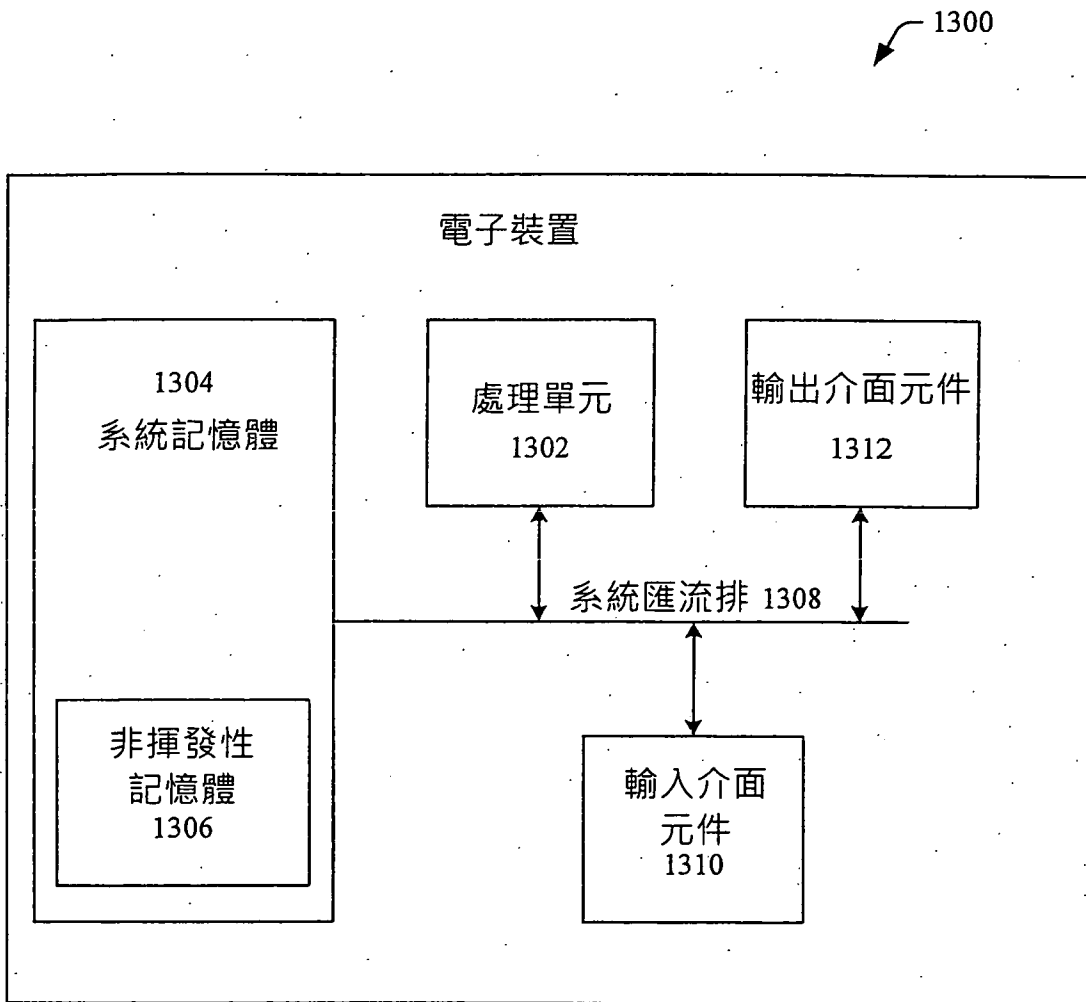 1300
電子裝置
1304
系統記憶體
處理單元
1302
輸出介面元件
1312
系統匯流排 1308
非揮發性
記憶體
1306
輸入介面
元件
1310